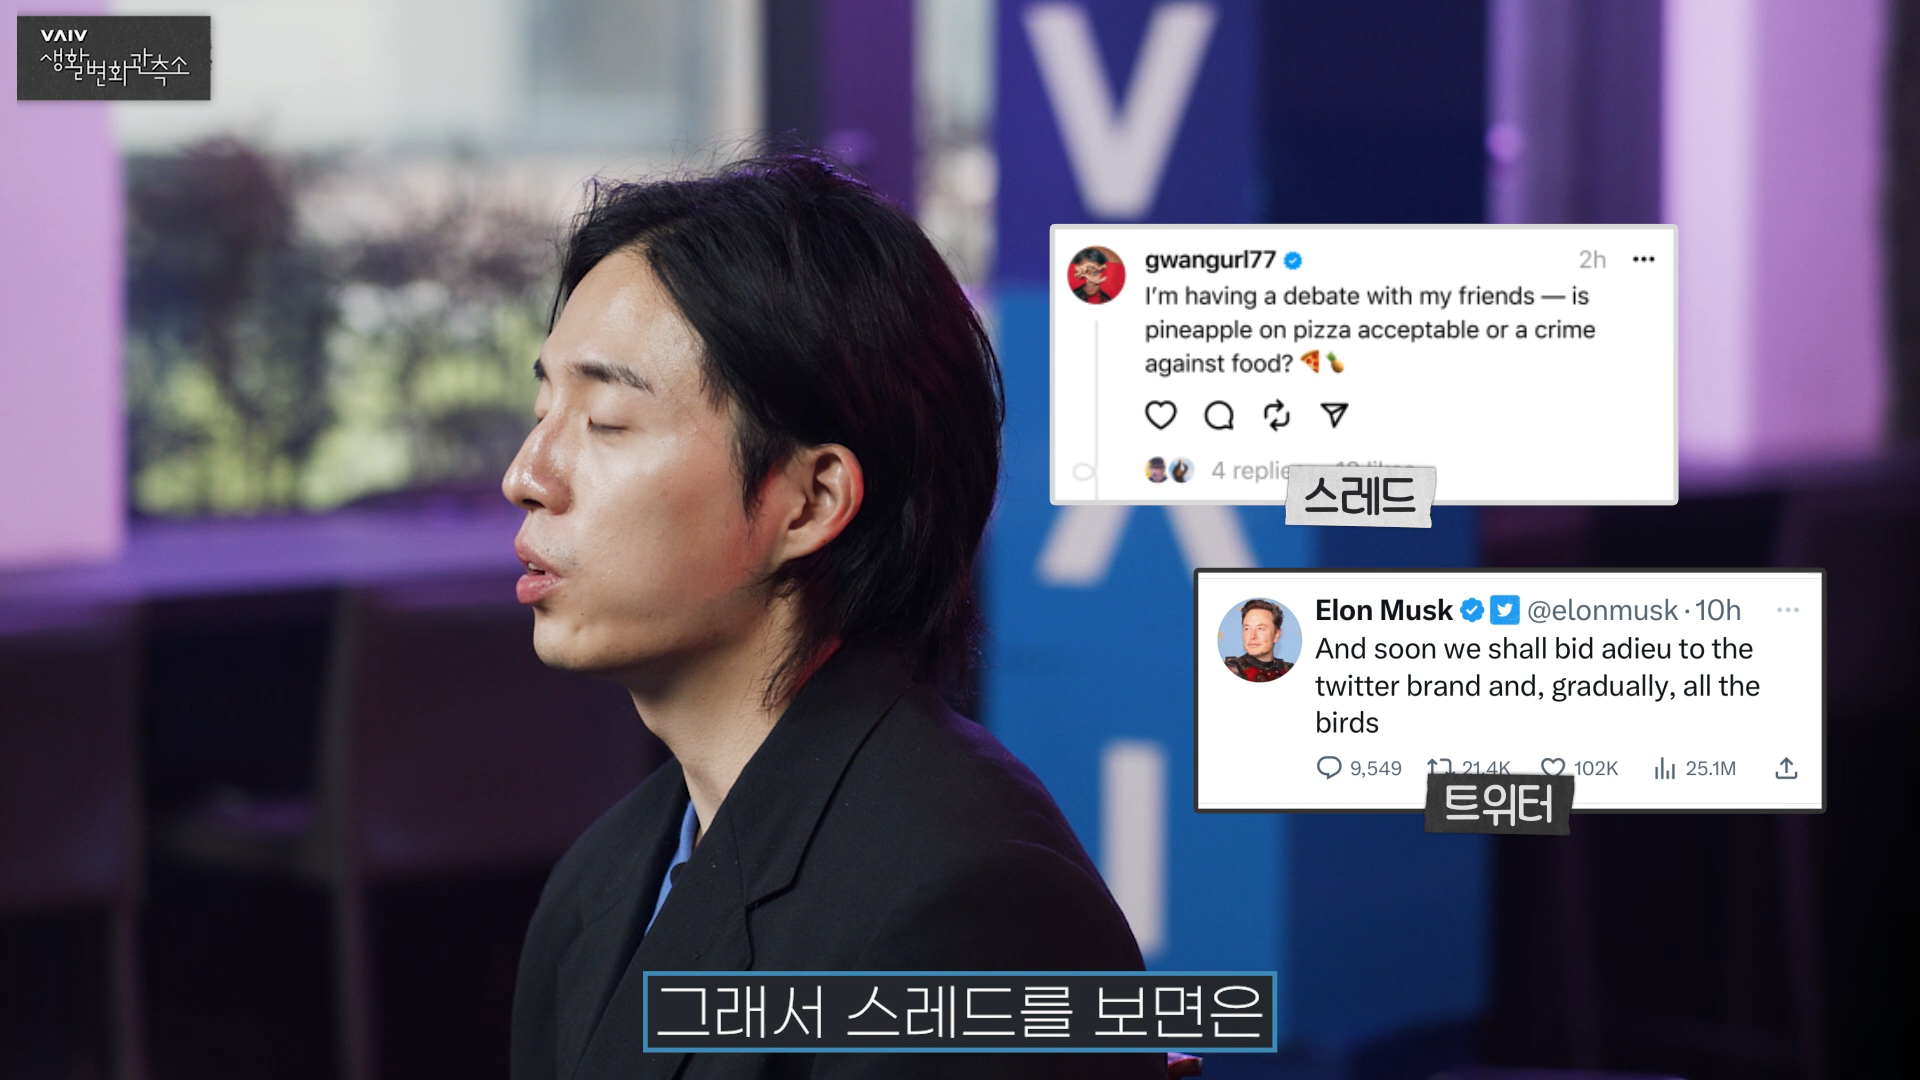 VAIV
생활변화관측소
V
gwangurl77
2h
I'm having a debate with my friends — is
pineapple on pizza acceptable or a crime
against food? 🍕🍍
4 replies
스레드
Elon Musk @elonmusk · 10h
And soon we shall bid adieu to the
twitter brand and, gradually, all the
birds
9,549 21.4K 102K 25.1M
트위터
그래서 스레드를 보면은